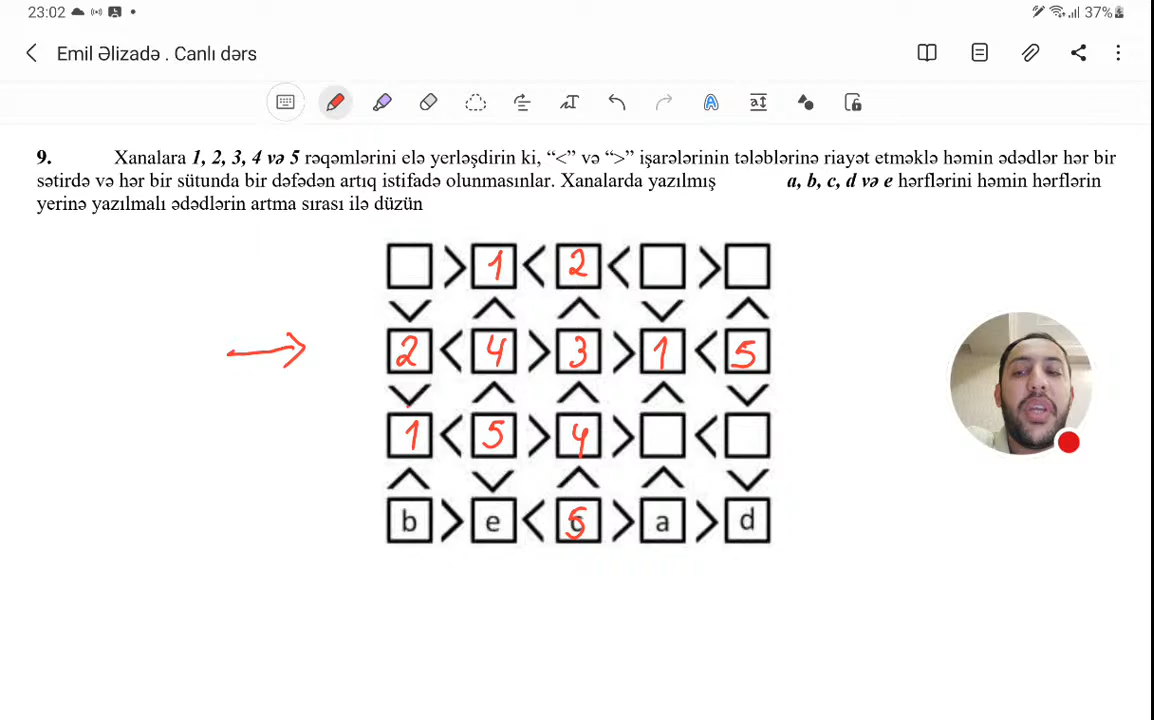 23:02 37%
Emil Əlizadə . Canlı dərs
9. Xanalara 1, 2, 3, 4 və 5 rəqəmlərini elə yerləşdirin ki, “<” və “>” işarələrinin tələblərinə riayət etməklə həmin ədədlər hər bir
sətirdə və hər bir sütunda bir dəfədən artıq istifadə olunmasınlar. Xanalarda yazılmış a, b, c, d və e hərflərini həmin hərflərin
yerinə yazılmalı ədədlərin artma sırası ilə düzün
> 1 < 2 < >
2 < 4 > 3 > 1 < 5
1 < 5 > 4 > <
b > e < 5 > a > d